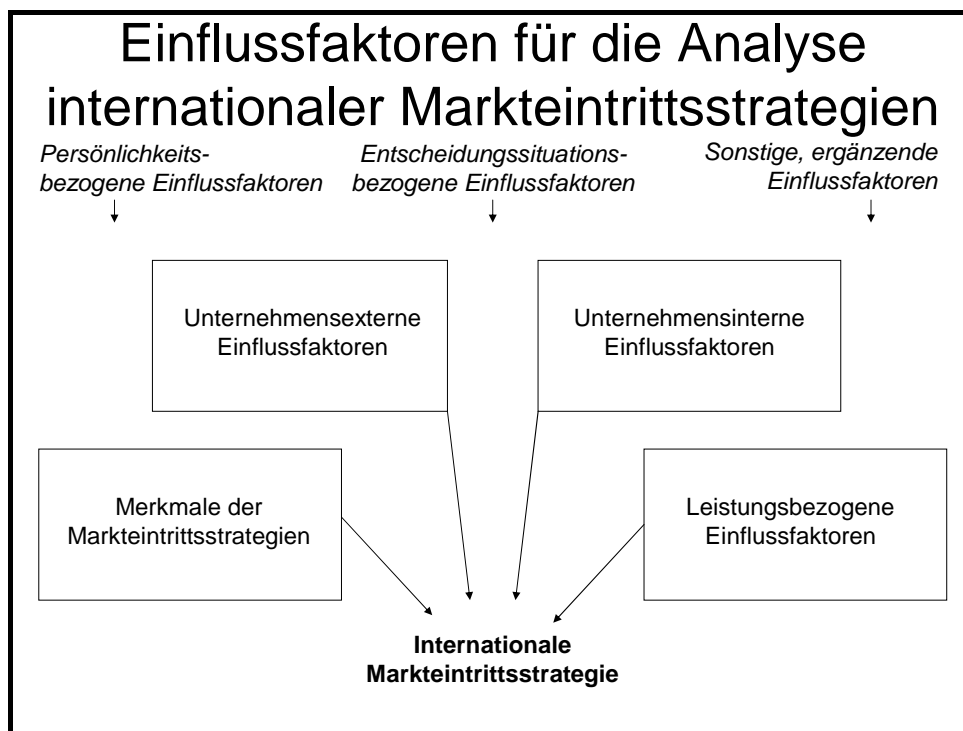 Einflussfaktoren für die Analyse
internationaler Markteintrittsstrategien
Persönlichkeits-
bezogene Einflussfaktoren
Entscheidungssituations-
bezogene Einflussfaktoren
Sonstige, ergänzende
Einflussfaktoren
Unternehmensexterne
Einflussfaktoren
Unternehmensinterne
Einflussfaktoren
Merkmale der
Markteintrittsstrategien
Leistungsbezogene
Einflussfaktoren
Internationale
Markteintrittsstrategie